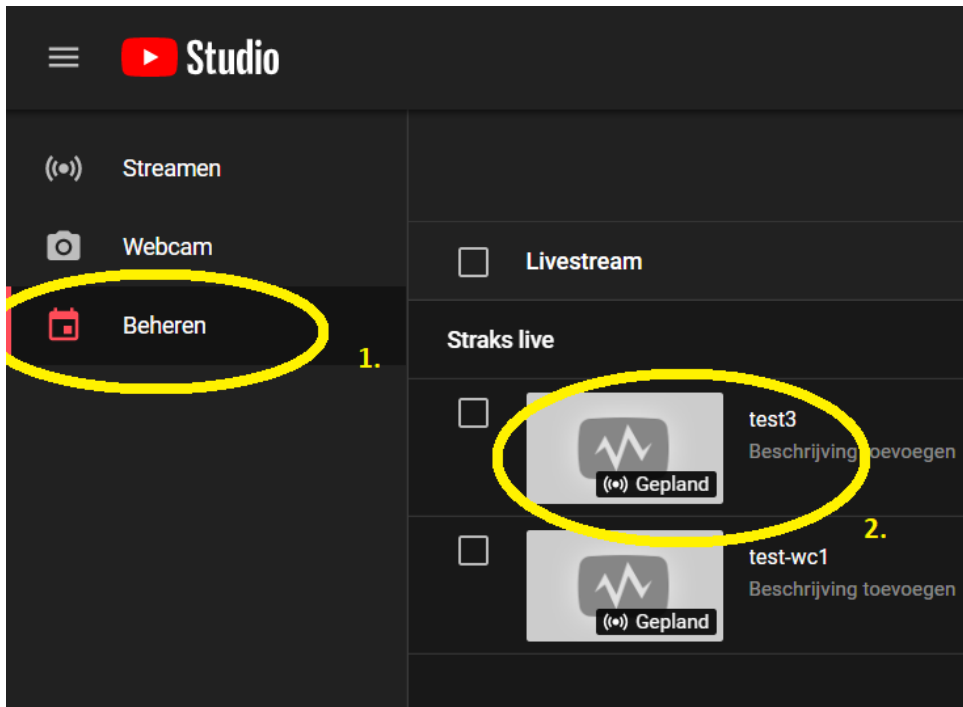 Studio
Streamen
Webcam
Beheren
1.
Livestream
Straks live
test3
Beschrijving toevoegen
Gepland
2.
test-wc1
Beschrijving toevoegen
Gepland